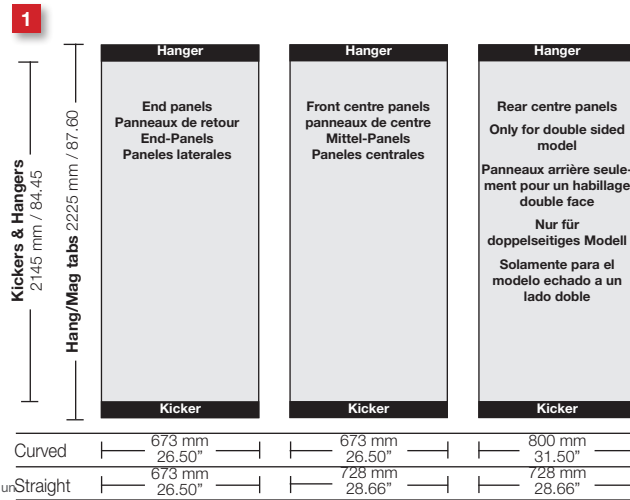 1
Kickers & Hangers
2145 mm / 84.45
Hang/Mag tabs 2225 mm / 87.60
Hanger
End panels
Panneaux de retour
End-Panels
Paneles laterales
Kicker
Hanger
Front centre panels
panneaux de centre
Mittel-Panels
Paneles centrales
Kicker
Hanger
Rear centre panels
Only for double sided
model
Panneaux arrière seule-
ment pour un habillage
double face
Nur für
doppelseitiges Modell
Solamente para el
modelo echado a un
lado doble
Kicker
Curved
673 mm
26.50"
673 mm
26.50"
800 mm
31.50"
un
Straight
673 mm
26.50"
728 mm
28.66"
728 mm
28.66"